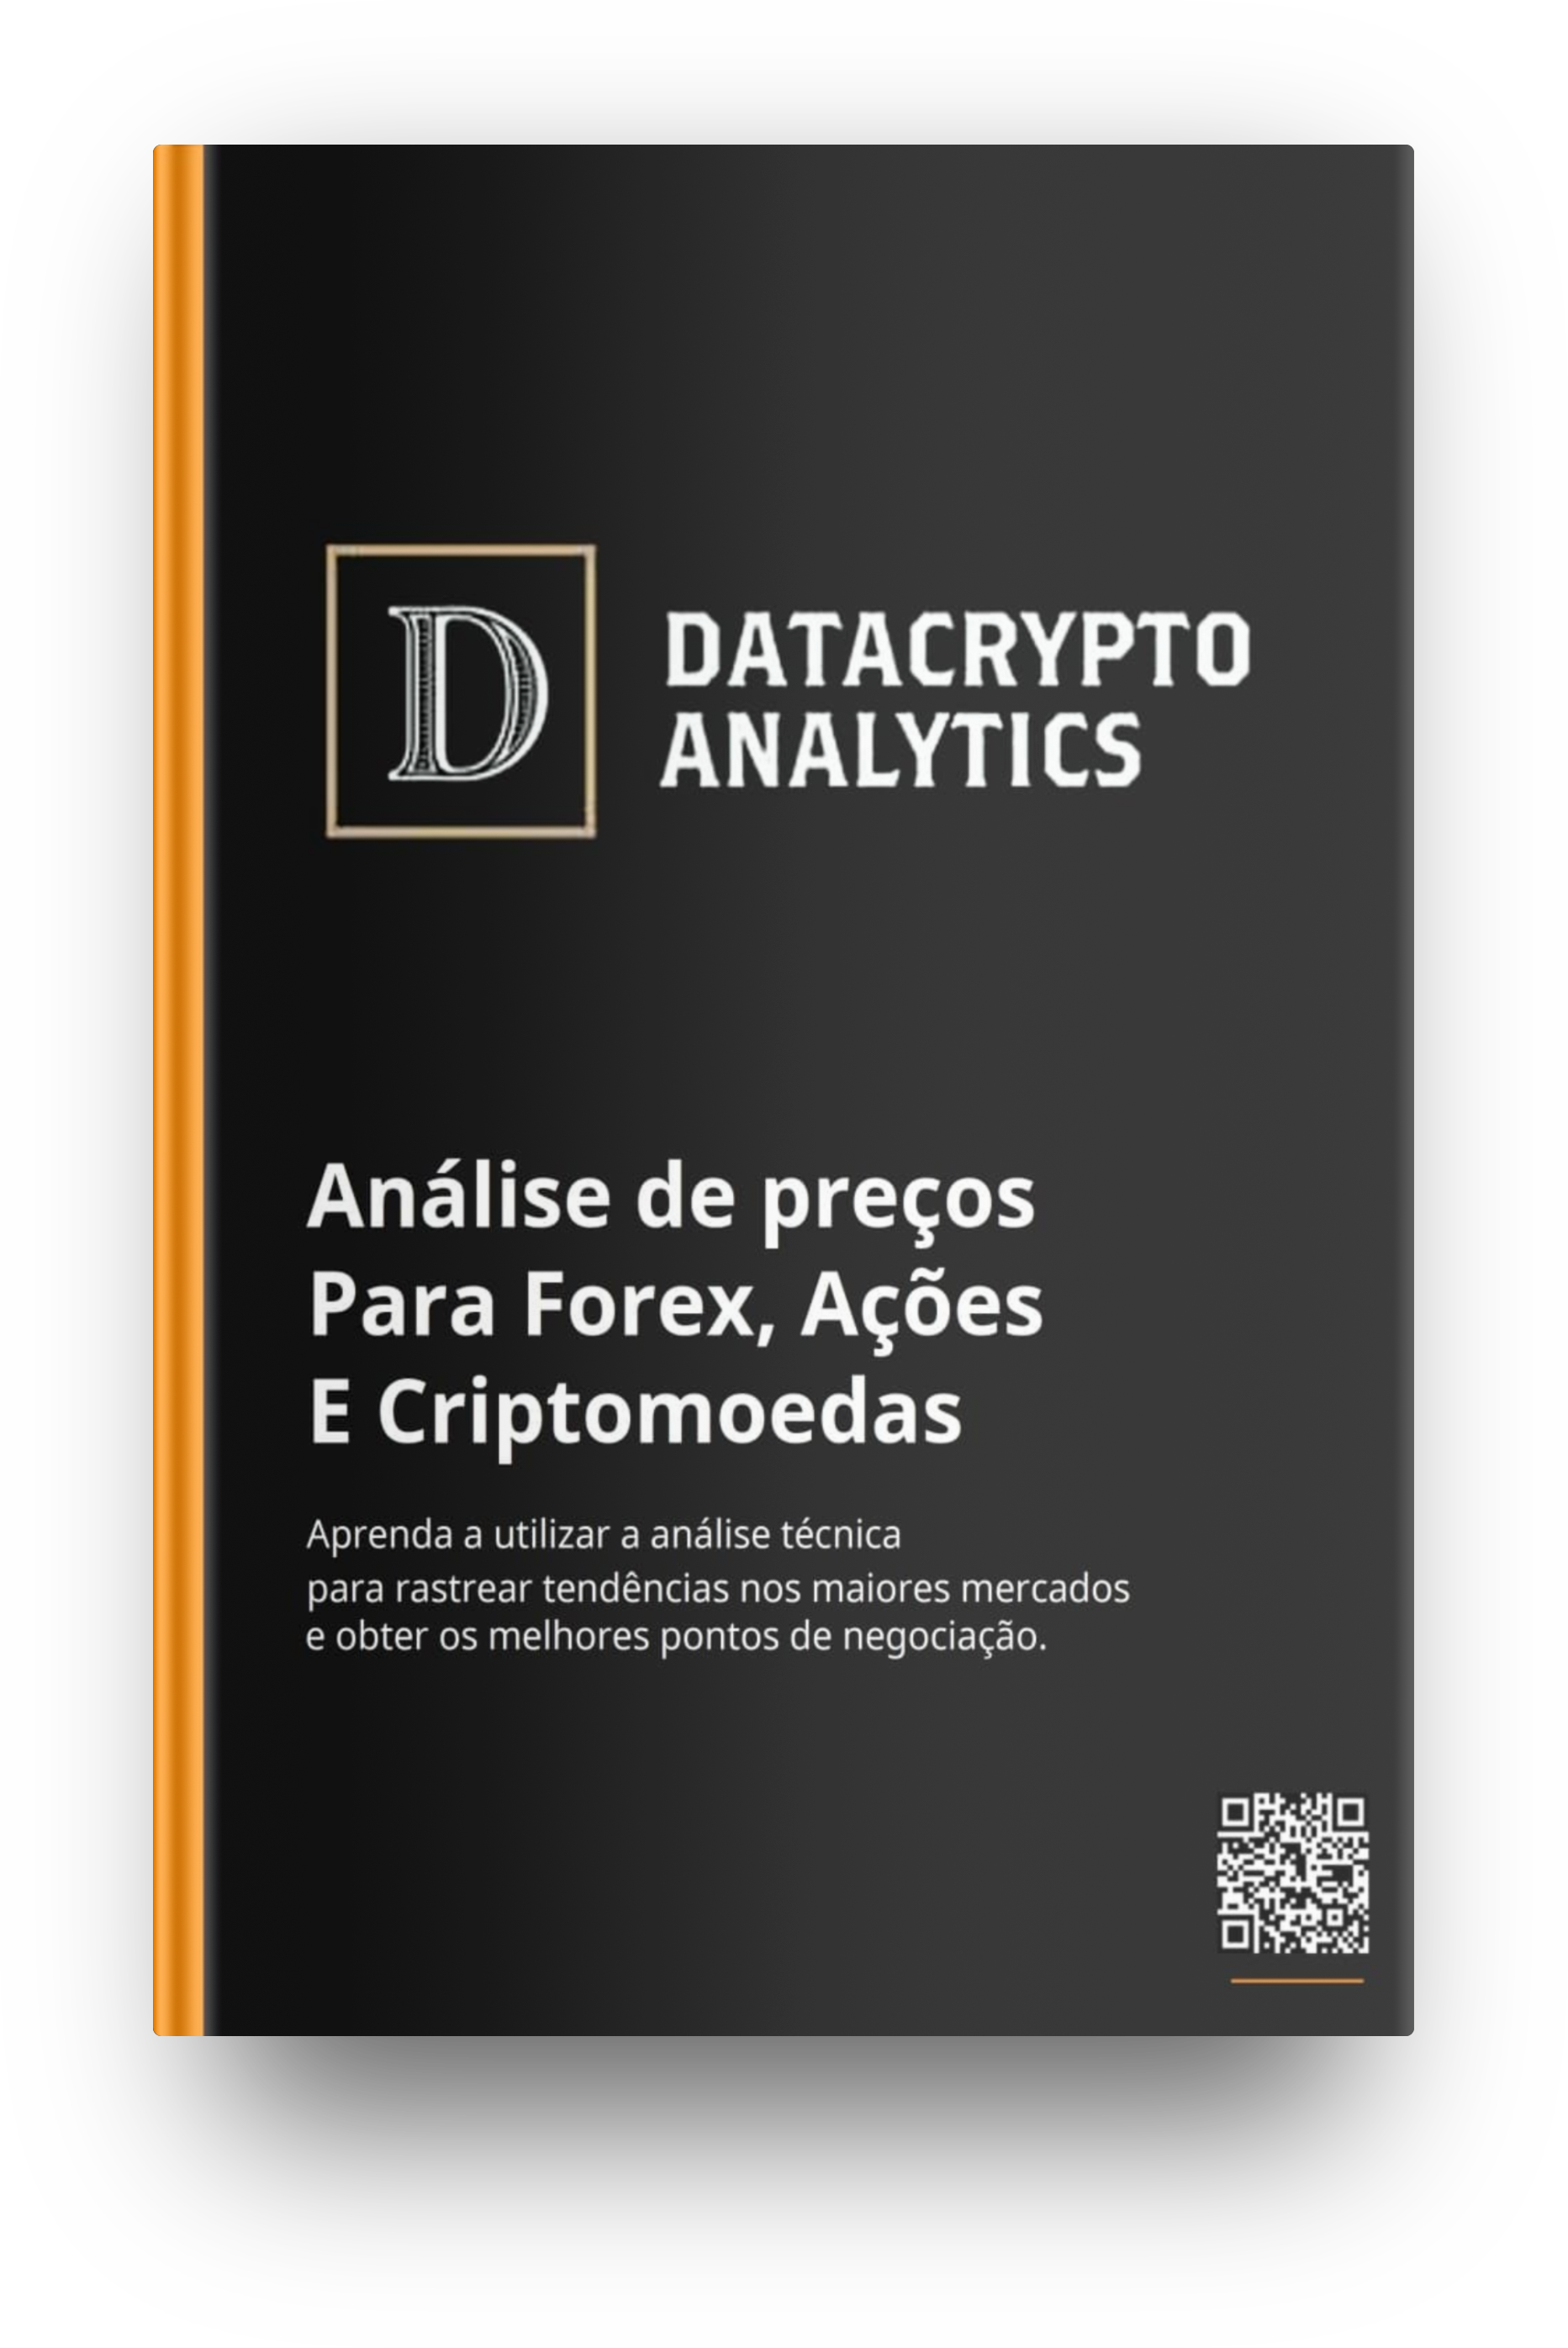 D
DATACRYPTO
ANALYTICS
Análise de preços
Para Forex, Ações
E Criptomoedas
Aprenda a utilizar a análise técnica
para rastrear tendências nos maiores mercados
e obter os melhores pontos de negociação.